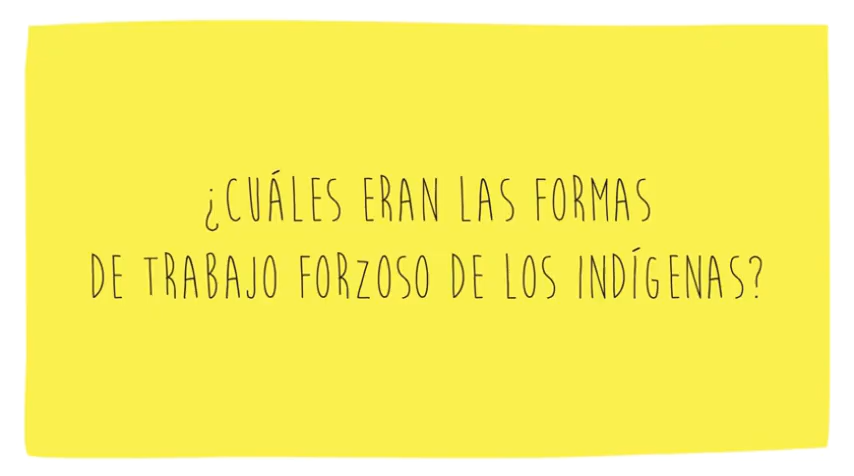 ¿CUÁLES ERAN LAS FORMAS
DE TRABAJO FORZOSO DE LOS INDÍGENAS?